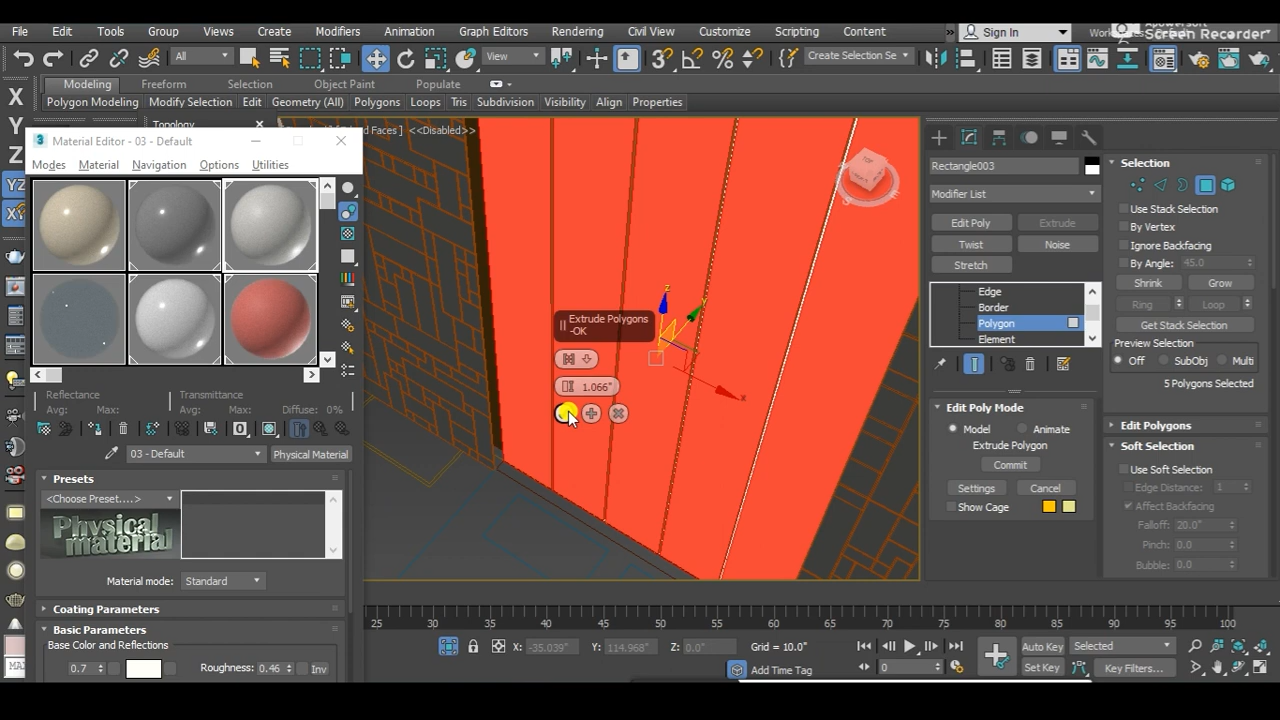 Apowersoft
Screen Recorder
File Edit Tools Group Views Create Modifiers Animation Graph Editors Rendering Civil View Customize Scripting Content
Sign In
All
View
Create Selection Se
Modeling Freeform Selection Object Paint Populate
Polygon Modeling Modify Selection Edit Geometry (All) Polygons Loops Tris Subdivision Visibility Align Properties
X
Y
Z
YZ
XY
Topology
Faces ] <<Disabled>>
Material Editor - 03 - Default
Modes Material Navigation Options Utilities
Reflectance
Avg: Max:
Transmittance
Avg: Max: Diffuse: 0%
03 - Default
Physical Material
Presets
<Choose Preset....>
Physical
material
Material mode: Standard
Coating Parameters
Basic Parameters
Base Color and Reflections
0.7
Roughness: 0.46 Inv
TOP
Extrude Polygons
-OK
1.066"
z
y
x
Rectangle003
Modifier List
Edit Poly Extrude
Twist Noise
Stretch
Edge
Border
Polygon
Element
Edit Poly Mode
Model Animate
Extrude Polygon
Commit
Settings Cancel
Show Cage
Selection
Use Stack Selection
By Vertex
Ignore Backfacing
By Angle: 45.0
Shrink Grow
Ring Loop
Get Stack Selection
Preview Selection
Off SubObj Multi
5 Polygons Selected
Edit Polygons
Soft Selection
Use Soft Selection
Edge Distance: 1
Affect Backfacing
Falloff: 20.0"
Pinch: 0.0
Bubble: 0.0
25 30 35 40 45 50 55 60 65 70 75 80 85 90 95 100
X: -35.039" Y: 114.968" Z: 0.0" Grid = 10.0"
Auto Key Selected
Add Time Tag
0
Set Key Key Filters...